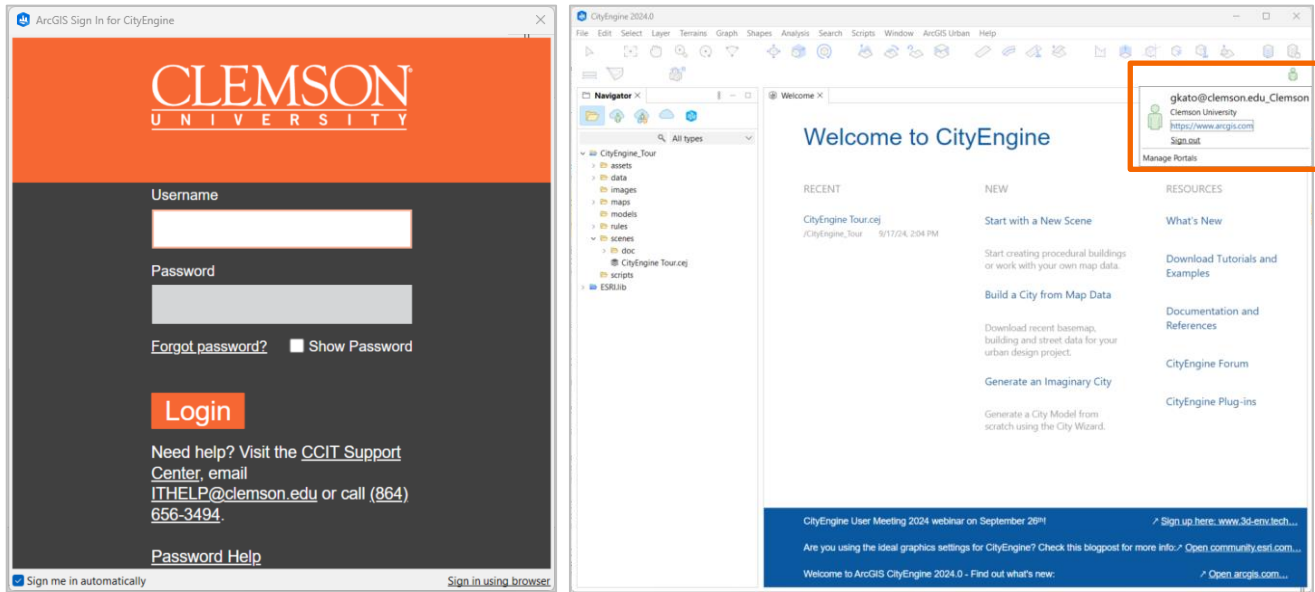 ArcGIS Sign In for CityEngine
CLEMSON
UNIVERSITY
Username
Password
Forgot password?
Show Password
Login
Need help? Visit the CCIT Support
Center, email
ITHELP@clemson.edu or call (864)
656-3494.
Password Help
Sign me in automatically
Sign in using browser
CityEngine 2024.0
File Edit Select Layer Terrains Graph Shapes Analysis Search Scripts Window ArcGIS Urban Help
Navigator
All types
CityEngine_Tour
assets
data
images
maps
models
rules
scenes
doc
CityEngine Tour.cej
scripts
ESRI.lib
Welcome
Welcome to CityEngine
RECENT
CityEngine Tour.cej
/CityEngine_Tour 9/17/24, 2:04 PM
NEW
Start with a New Scene
Start creating procedural buildings
or work with your own map data.
Build a City from Map Data
Download recent basemap,
building and street data for your
urban design project.
Generate an Imaginary City
Generate a City Model from
scratch using the City Wizard.
RESOURCES
What's New
Download Tutorials and
Examples
Documentation and
References
CityEngine Forum
CityEngine Plug-ins
gkato@clemson.edu_Clemson
Clemson University
https://www.arcgis.com
Sign out
Manage Portals
CityEngine User Meeting 2024 webinar on September 26th! ↗ Sign up here: www.3d-env.tech...
Are you using the ideal graphics settings for CityEngine? Check this blogpost for more info: ↗ Open community.esri.com...
Welcome to ArcGIS CityEngine 2024.0 - Find out what's new: ↗ Open arcgis.com...